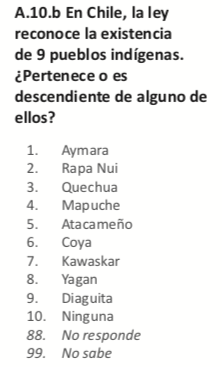 A.10.b En Chile, la ley
reconoce la existencia
de 9 pueblos indígenas.
¿Pertenece o es
descendiente de alguno de
ellos?
1. Aymara
2. Rapa Nui
3. Quechua
4. Mapuche
5. Atacameño
6. Coya
7. Kawaskar
8. Yagan
9. Diaguita
10. Ninguna
88. No responde
99. No sabe